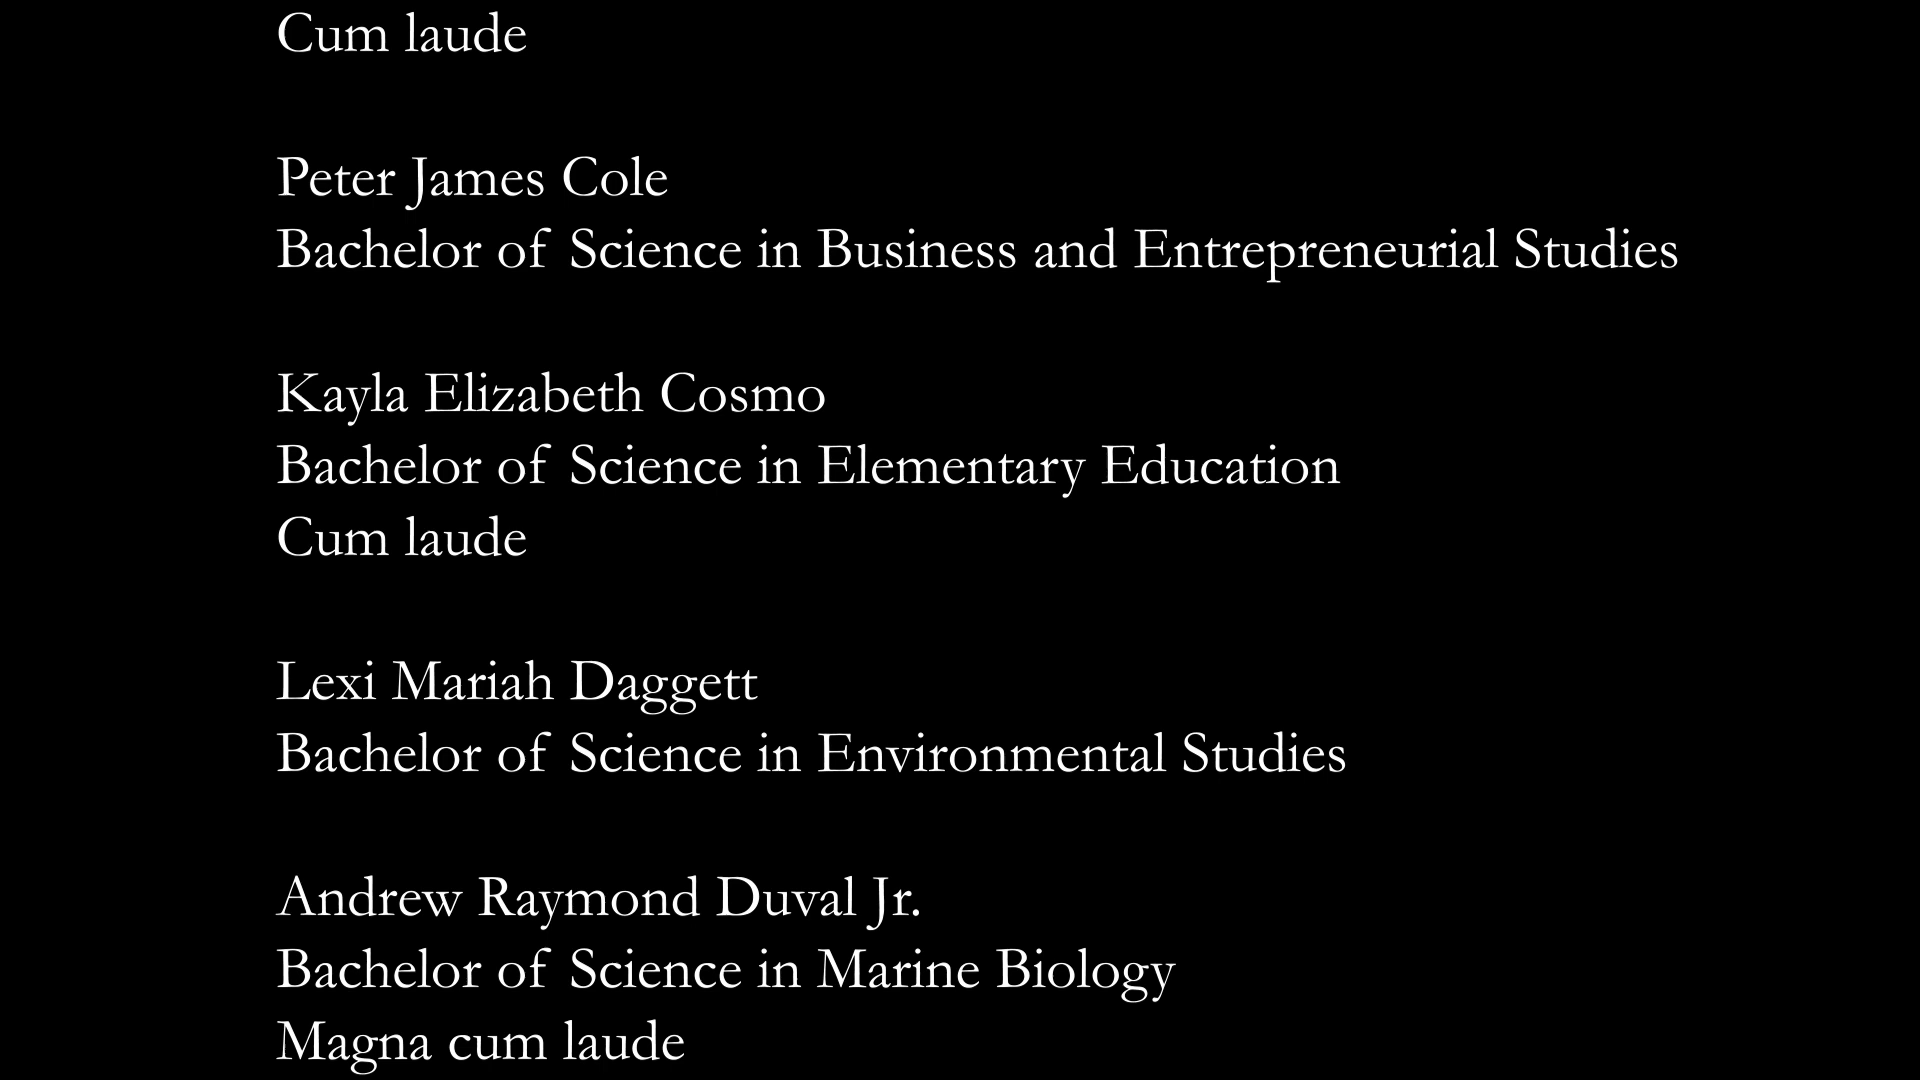 Cum laude
Peter James Cole
Bachelor of Science in Business and Entrepreneurial Studies
Kayla Elizabeth Cosmo
Bachelor of Science in Elementary Education
Cum laude
Lexi Mariah Daggett
Bachelor of Science in Environmental Studies
Andrew Raymond Duval Jr.
Bachelor of Science in Marine Biology
Magna cum laude